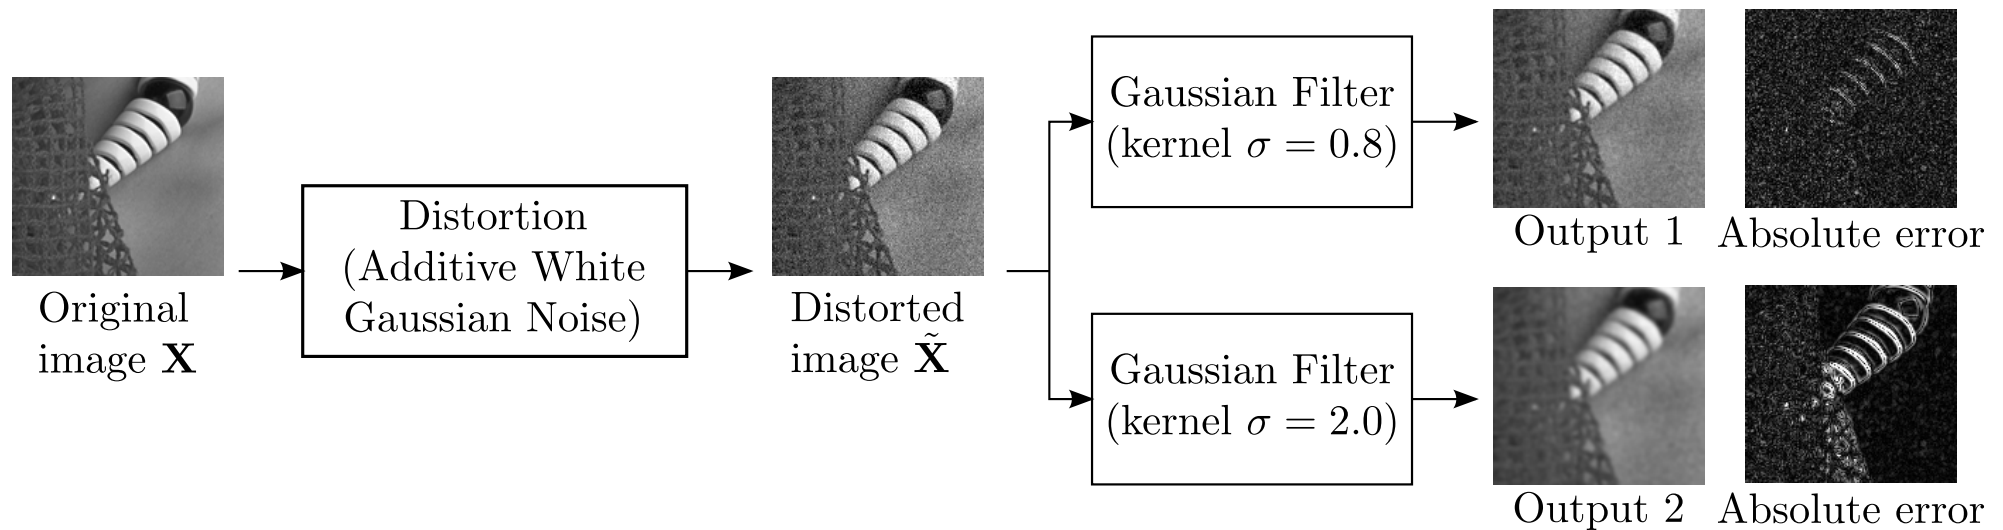 Original
image X
Distortion
(Additive White
Gaussian Noise)
Distorted
image X̃
Gaussian Filter
(kernel σ = 0.8)
Output 1
Absolute error
Gaussian Filter
(kernel σ = 2.0)
Output 2
Absolute error